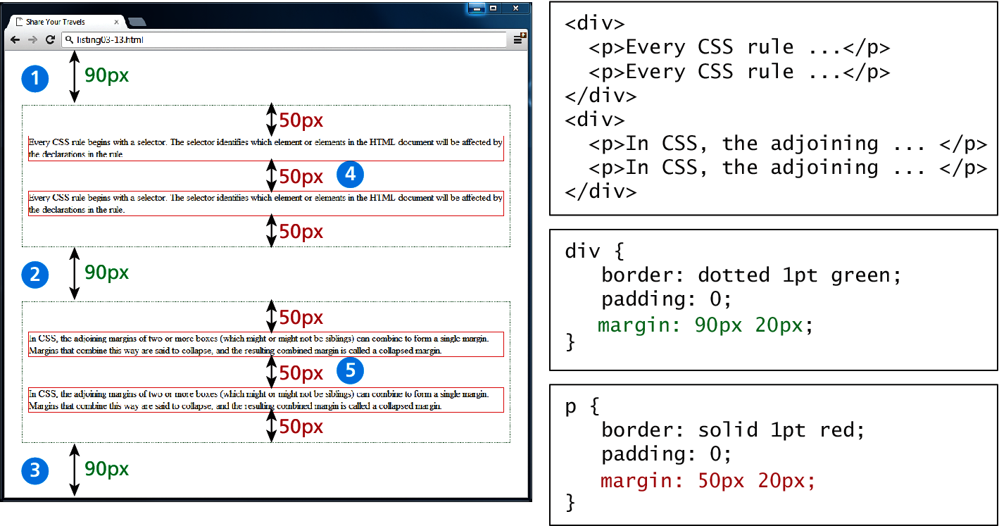 Share Your Travels
listing03-13.html
1
90px
50px
Every CSS rule begins with a selector. The selector identifies which element or elements in the HTML document will be affected by
the declarations in the rule.
50px
4
Every CSS rule begins with a selector. The selector identifies which element or elements in the HTML document will be affected by
the declarations in the rule.
50px
2
90px
50px
In CSS, the adjoining margins of two or more boxes (which might or might not be siblings) can combine to form a single margin.
Margins that combine this way are said to collapse, and the resulting combined margin is called a collapsed margin.
50px
5
In CSS, the adjoining margins of two or more boxes (which might or might not be siblings) can combine to form a single margin.
Margins that combine this way are said to collapse, and the resulting combined margin is called a collapsed margin.
50px
3
90px
<div>
<p>Every CSS rule ...</p>
<p>Every CSS rule ...</p>
</div>
<div>
<p>In CSS, the adjoining ... </p>
<p>In CSS, the adjoining ... </p>
</div>
div {
border: dotted 1pt green;
padding: 0;
margin: 90px 20px;
}
p {
border: solid 1pt red;
padding: 0;
margin: 50px 20px;
}